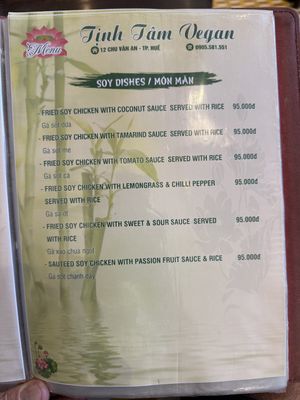 Menu
Tinh Tâm Vegan
12 CHU VĂN AN - TP. HUẾ 0905.581.551
SOY DISHES / MÓN MẶN
- FRIED SOY CHICKEN WITH COCONUT SAUCE SERVED WITH RICE 95.000đ
Gà sốt dừa
- FRIED SOY CHICKEN WITH TAMARIND SAUCE SERVED WITH RICE 95.000đ
Gà sốt me
- FRIED SOY CHICKEN WITH TOMATO SAUCE SERVED WITH RICE 95.000đ
Gà sốt cà
- FRIED SOY CHICKEN WITH LEMONGRASS & CHILLI PEPPER 95.000đ
SERVED WITH RICE
Gà sả ớt
- FRIED SOY CHICKEN WITH SWEET & SOUR SAUCE SERVED 95.000đ
WITH RICE
Gà xào chua ngọt
- SAUTEED SOY CHICKEN WITH PASSION FRUIT SAUCE & RICE 95.000đ
Gà sốt chanh dây